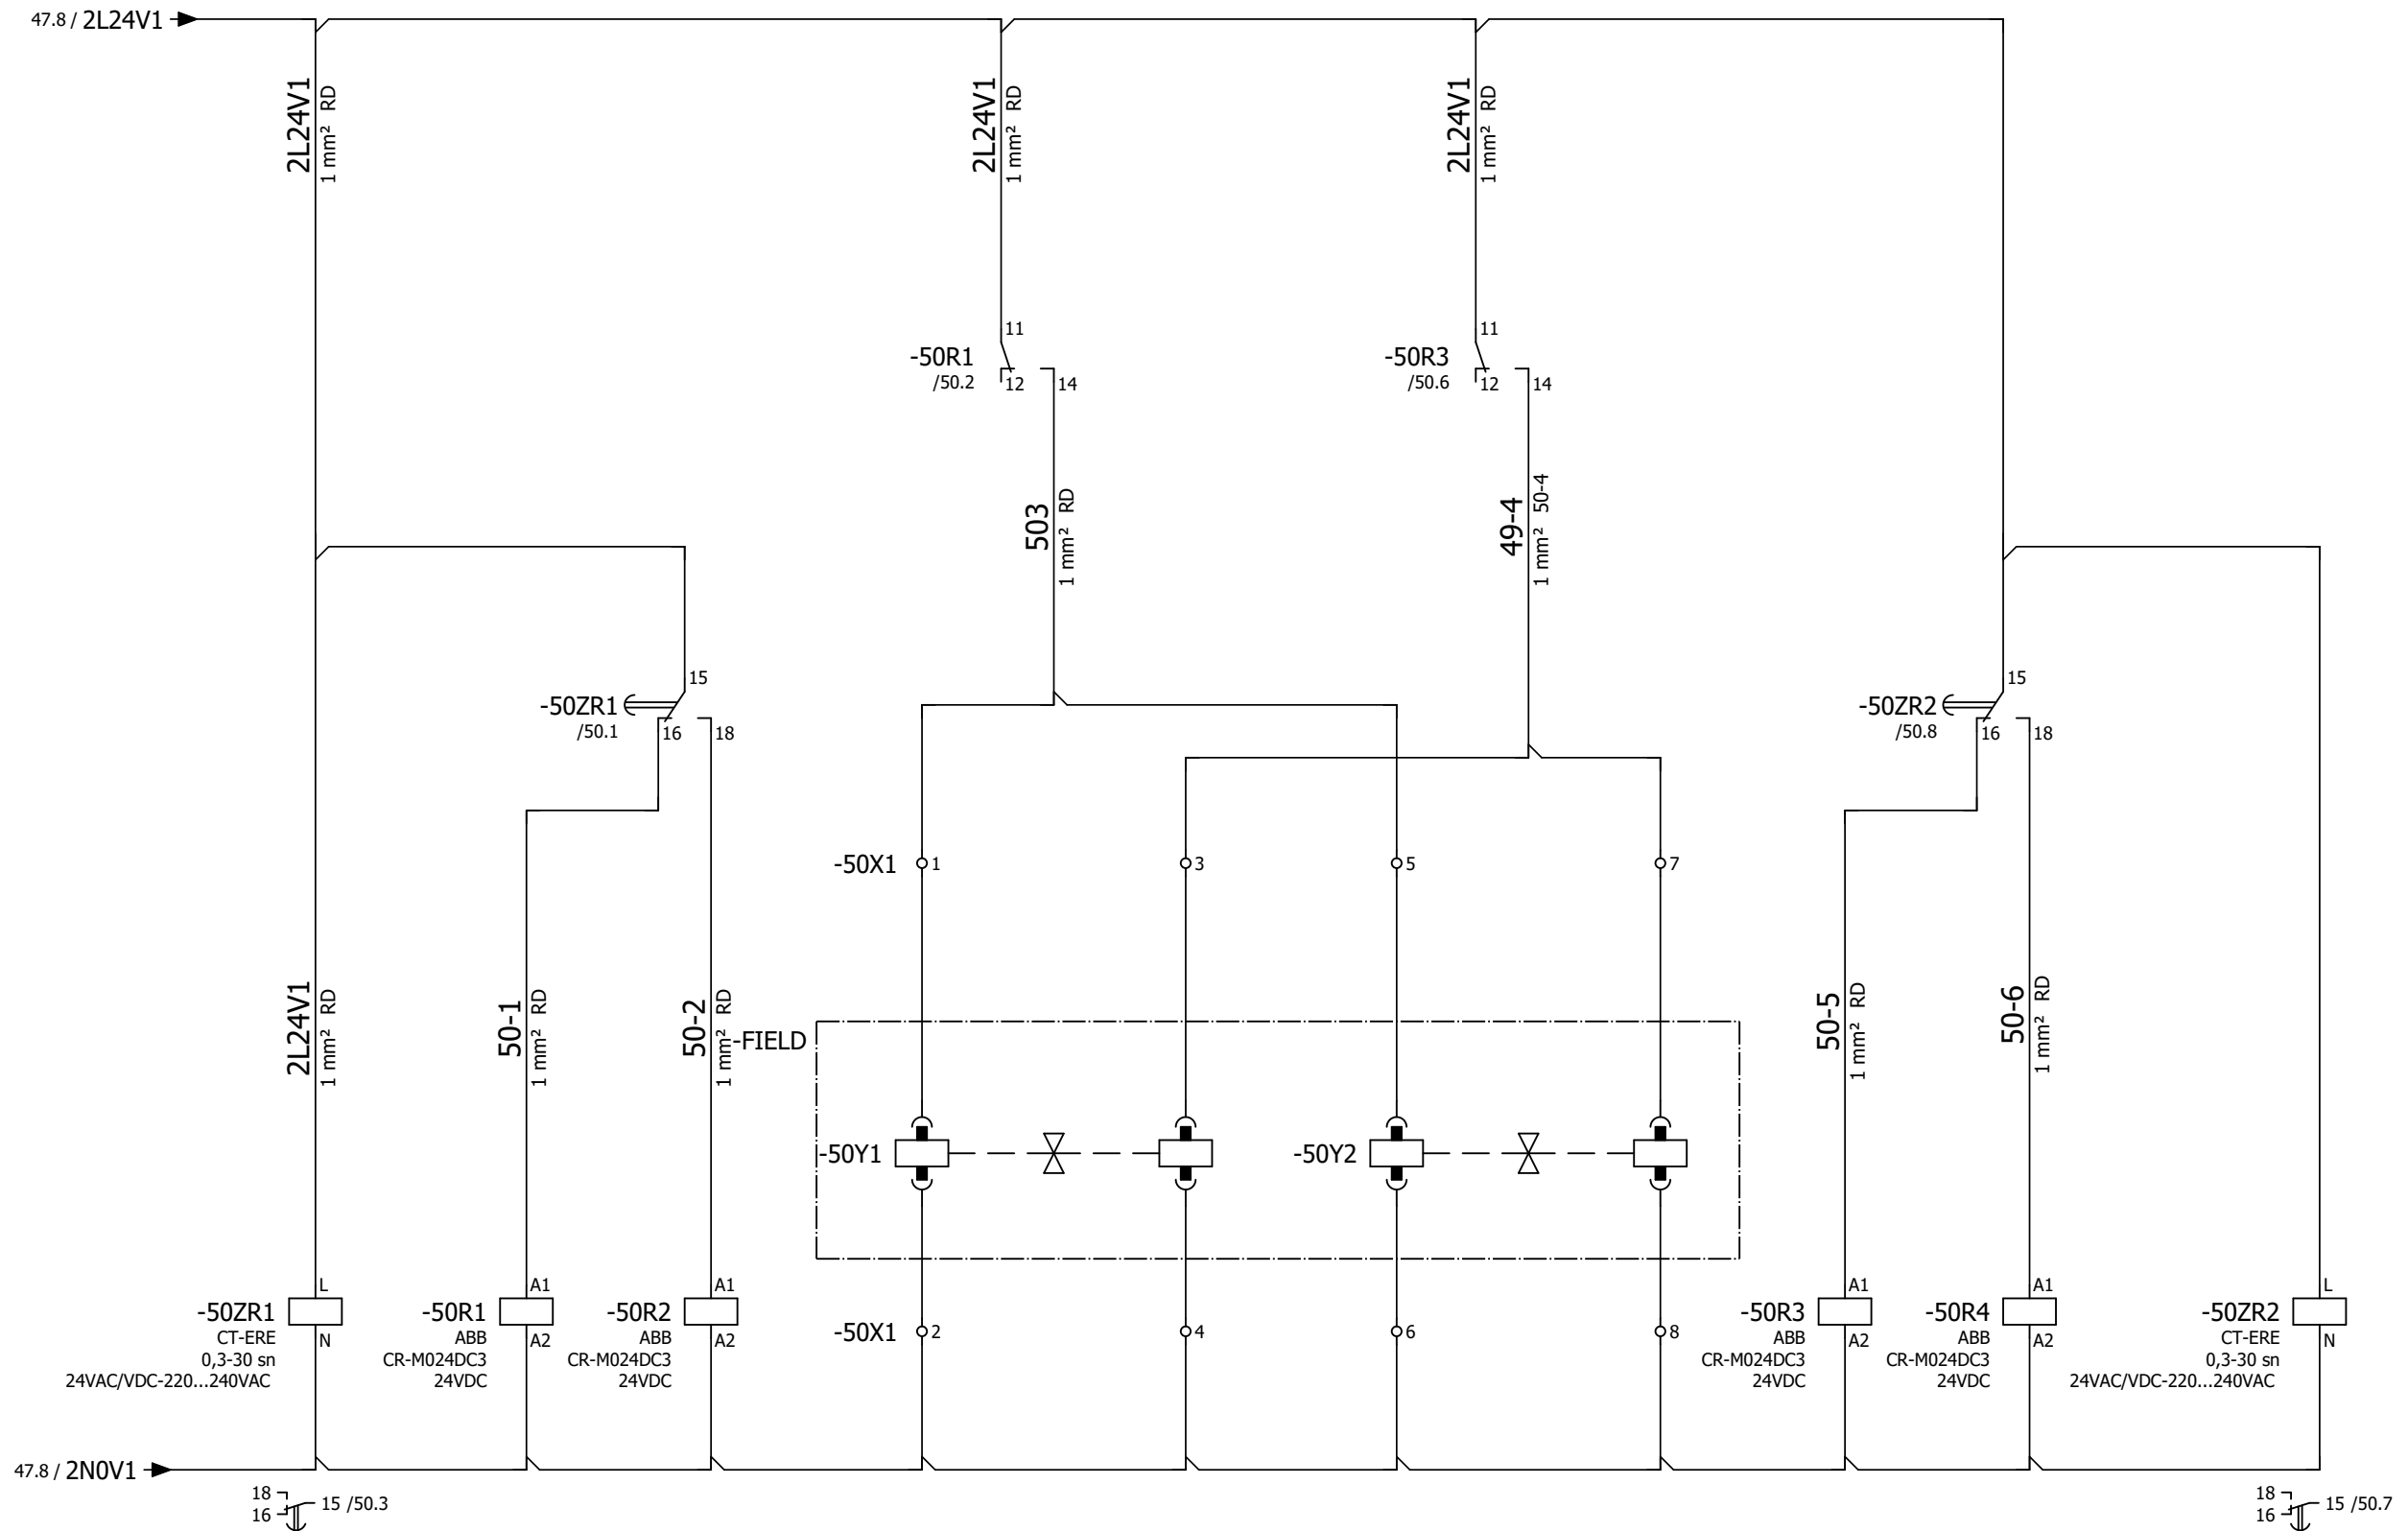 47.8 / 2L24V1
2L24V1
1 mm² RD
2L24V1
1 mm² RD
2L24V1
1 mm² RD
11
-50R1
/50.2
12
14
11
-50R3
/50.6
12
14
503
1 mm² RD
49-4
1 mm² 50-4
15
-50ZR1
/50.1
16
18
15
-50ZR2
/50.8
16
18
-50X1
1
3
5
7
2L24V1
1 mm² RD
50-1
1 mm² RD
50-2
1 mm² RD
50-5
1 mm² RD
50-6
1 mm² RD
-FIELD
-50Y1
-50Y2
L
-50ZR1
CT-ERE
0,3-30 sn
24VAC/VDC-220...240VAC
N
A1
-50R1
ABB
CR-M024DC3
24VDC
A2
A1
-50R2
ABB
CR-M024DC3
24VDC
A2
-50X1
2
4
6
8
A1
-50R3
ABB
CR-M024DC3
24VDC
A2
A1
-50R4
ABB
CR-M024DC3
24VDC
A2
L
-50ZR2
CT-ERE
0,3-30 sn
24VAC/VDC-220...240VAC
N
47.8 / 2N0V1
18
16
15 /50.3
18
16
15 /50.7